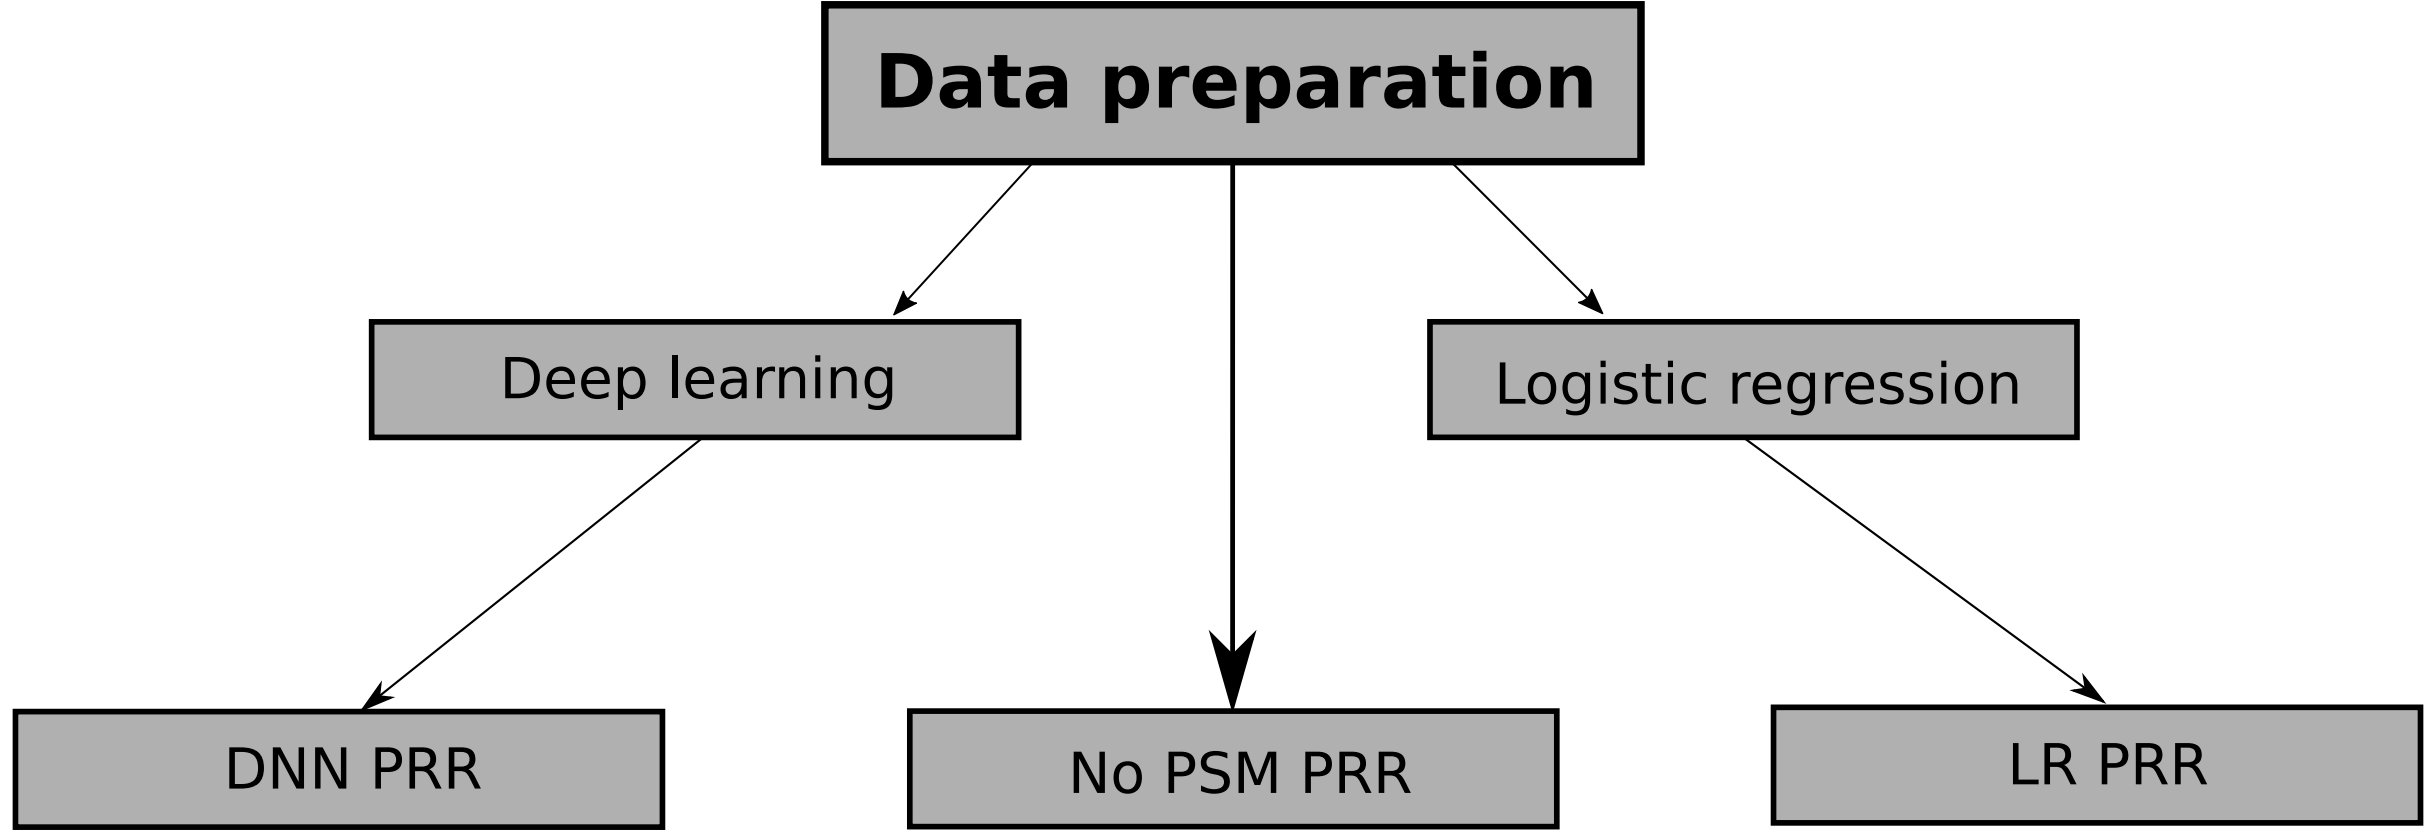 Data preparation
Deep learning
Logistic regression
DNN PRR
No PSM PRR
LR PRR